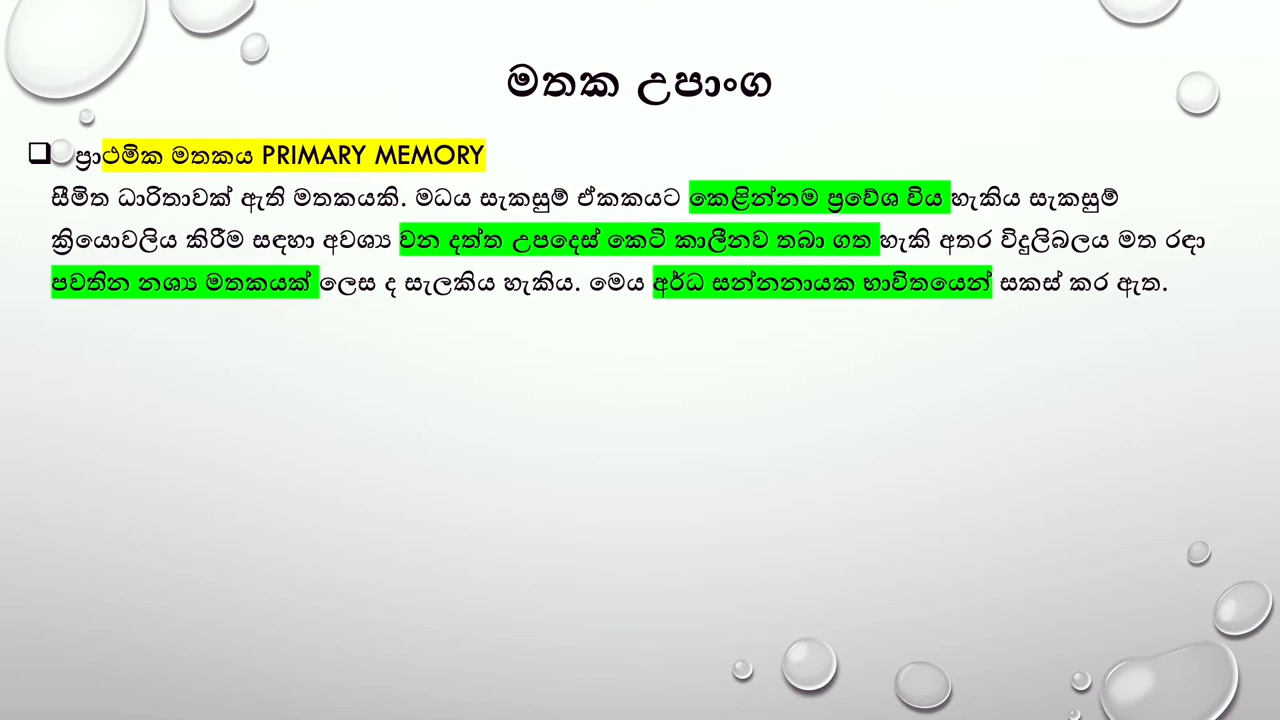 මතක උපාංග
❑ ප්‍රාථමික මතකය PRIMARY MEMORY
සීමිත ධාරිතාවක් ඇති මතකයකි. මධය සැකසුම් ඒකකයට කෙළින්නම ප්‍රවේශ විය හැකිය සැකසුම්
ක්‍රියොවලිය කිරීම සඳහා අවශ්‍ය වන දත්ත උපදෙස් කෙටි කාලීනව තබා ගත හැකි අතර විදුලිබලය මත රඳා
පවතින නශ්‍ය මතකයක් ලෙස ද සැලකිය හැකිය. මෙය අර්ධ සන්නනායක භාවිතයෙන් සකස් කර ඇත.